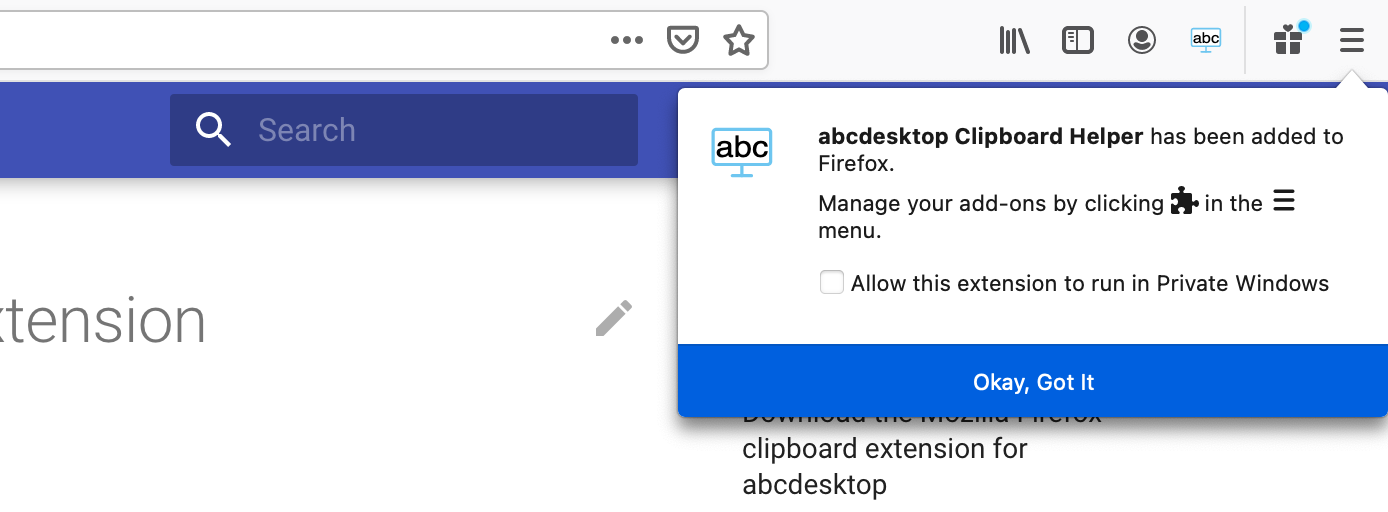 abc
Search
abc
abcdesktop Clipboard Helper has been added to
Firefox.
Manage your add-ons by clicking in the
menu.
Allow this extension to run in Private Windows
xtension
Okay, Got It
Download the Mozilla Firefox
clipboard extension for
abcdesktop